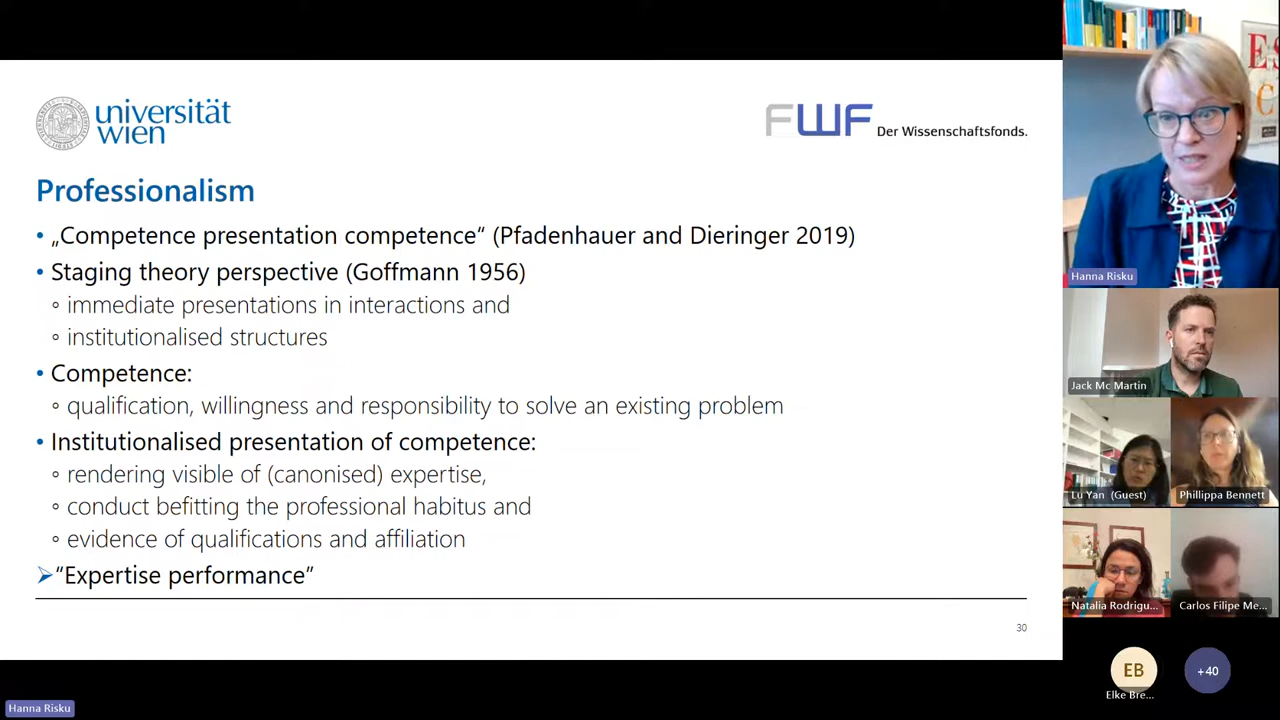 universität
wien
FWF Der Wissenschaftsfonds.
Professionalism
• „Competence presentation competence“ (Pfadenhauer and Dieringer 2019)
• Staging theory perspective (Goffmann 1956)
◦ immediate presentations in interactions and
◦ institutionalised structures
• Competence:
◦ qualification, willingness and responsibility to solve an existing problem
• Institutionalised presentation of competence:
◦ rendering visible of (canonised) expertise,
◦ conduct befitting the professional habitus and
◦ evidence of qualifications and affiliation
➢ “Expertise performance”
30
Hanna Risku
Jack Mc Martin
Lu Yan (Guest)
Phillippa Bennett
Natalia Rodrigu...
Carlos Filipe Me...
EB
Elke Bre...
+40
Hanna Risku